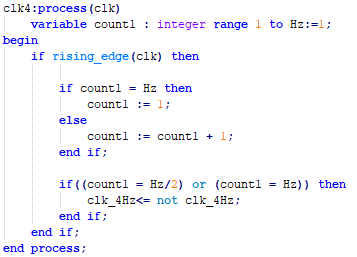 clk4:process(clk)
variable count1 : integer range 1 to Hz:=1;
begin
if rising_edge(clk) then
if count1 = Hz then
count1 := 1;
else
count1 := count1 + 1;
end if;
if((count1 = Hz/2) or (count1 = Hz)) then
clk_4Hz<= not clk_4Hz;
end if;
end if;
end process;